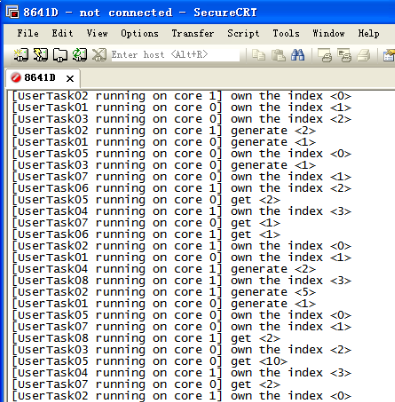 8641D - not connected - SecureCRT
File Edit View Options Transfer Script Tools Window Help
Enter host <Alt+R>
8641D
[UserTask02 running on core 1] own the index <0>
[UserTask01 running on core 0] own the index <1>
[UserTask03 running on core 0] own the index <2>
[UserTask02 running on core 1] generate <2>
[UserTask01 running on core 0] generate <1>
[UserTask05 running on core 0] own the index <0>
[UserTask03 running on core 0] generate <1>
[UserTask07 running on core 0] own the index <1>
[UserTask06 running on core 1] own the index <2>
[UserTask05 running on core 0] get <2>
[UserTask04 running on core 1] own the index <3>
[UserTask07 running on core 0] get <1>
[UserTask06 running on core 1] get <1>
[UserTask02 running on core 1] own the index <0>
[UserTask01 running on core 0] own the index <1>
[UserTask04 running on core 1] generate <2>
[UserTask08 running on core 1] own the index <3>
[UserTask02 running on core 1] generate <5>
[UserTask01 running on core 0] generate <1>
[UserTask05 running on core 0] own the index <0>
[UserTask07 running on core 0] own the index <1>
[UserTask08 running on core 1] get <2>
[UserTask03 running on core 0] own the index <2>
[UserTask05 running on core 0] get <10>
[UserTask04 running on core 1] own the index <3>
[UserTask07 running on core 0] get <2>
[UserTask02 running on core 1] own the index <0>